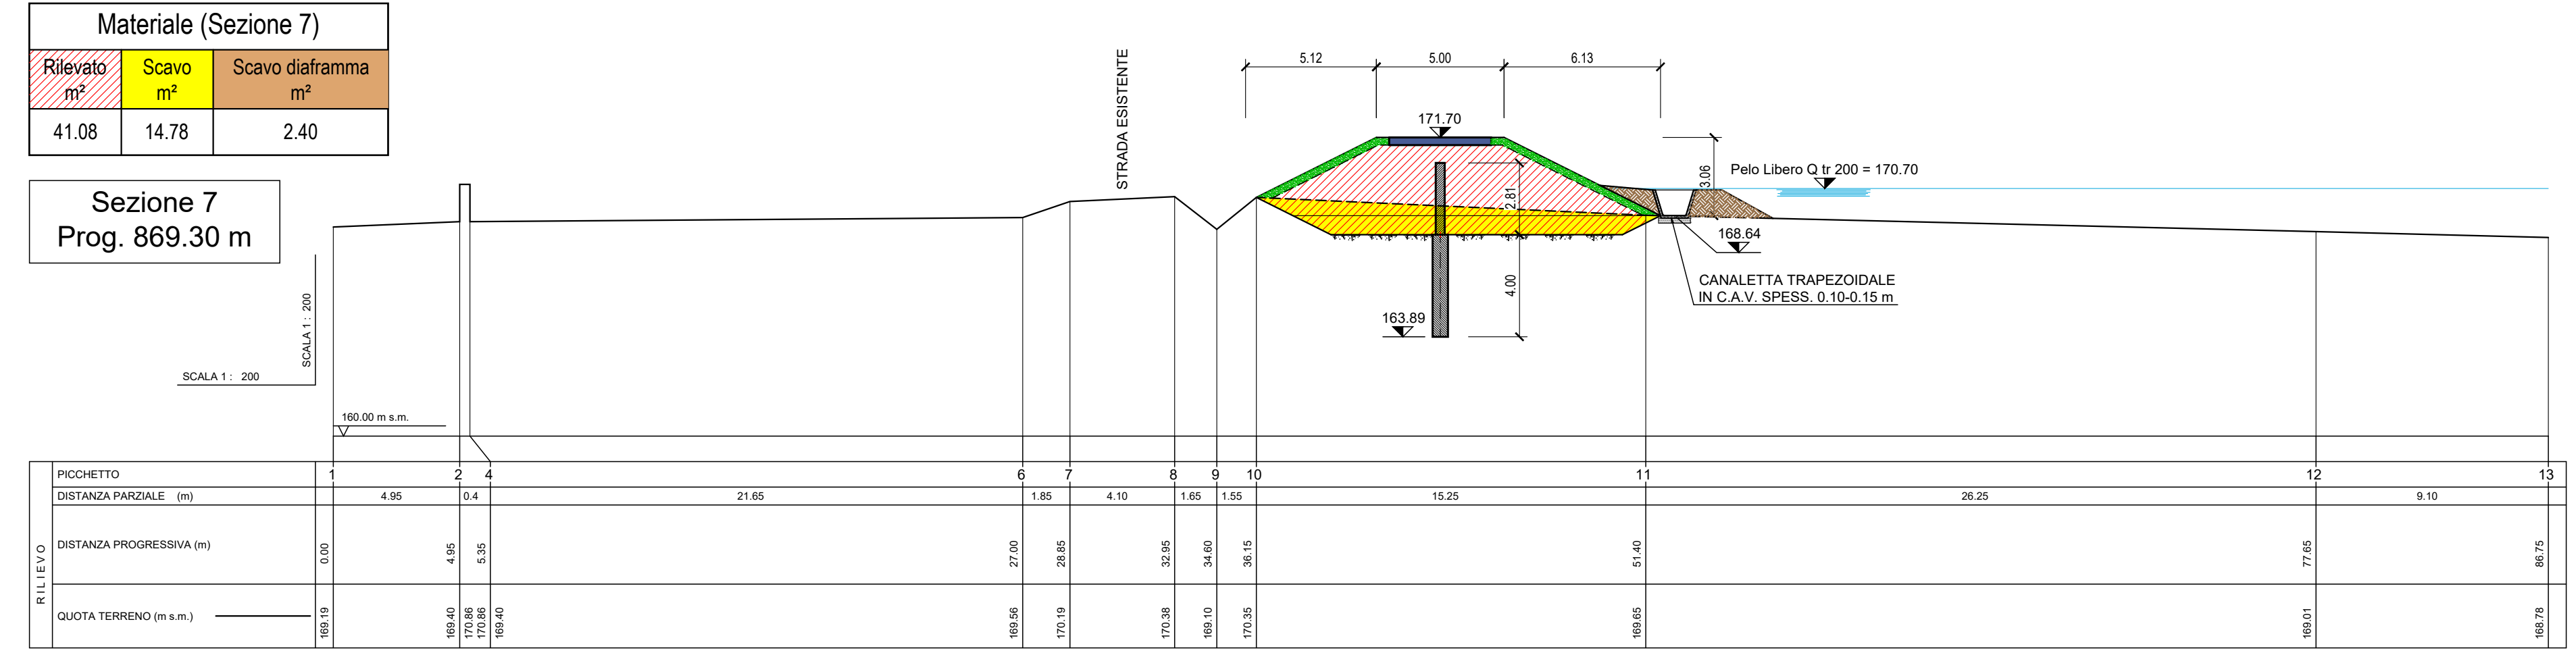 Materiale (Sezione 7)
Rilevato m²
Scavo m²
Scavo diaframma m²
41.08 14.78 2.40
Sezione 7
Prog. 869.30 m
SCALA 1 : 200
SCALA 1 : 200
160.00 m s.m.
STRADA ESISTENTE
5.12 5.00 6.13
171.70
3.06
Pelo Libero Q tr 200 = 170.70
2.81
168.64
4.00
CANALETTA TRAPEZOIDALE
IN C.A.V. SPESS. 0.10-0.15 m
163.89
RILIEVO
PICCHETTO 1 2 4 6 7 8 9 10 11 12 13
DISTANZA PARZIALE (m) 4.95 0.4 21.65 1.85 4.10 1.65 1.55 15.25 26.25 9.10
DISTANZA PROGRESSIVA (m) 0.00 4.95 5.35 27.00 28.85 32.95 34.60 36.15 51.40 77.65 86.75
QUOTA TERRENO (m s.m.) 169.19 169.40 170.86 170.86 169.40 169.56 170.19 170.38 169.10 170.35 169.65 169.01 168.78